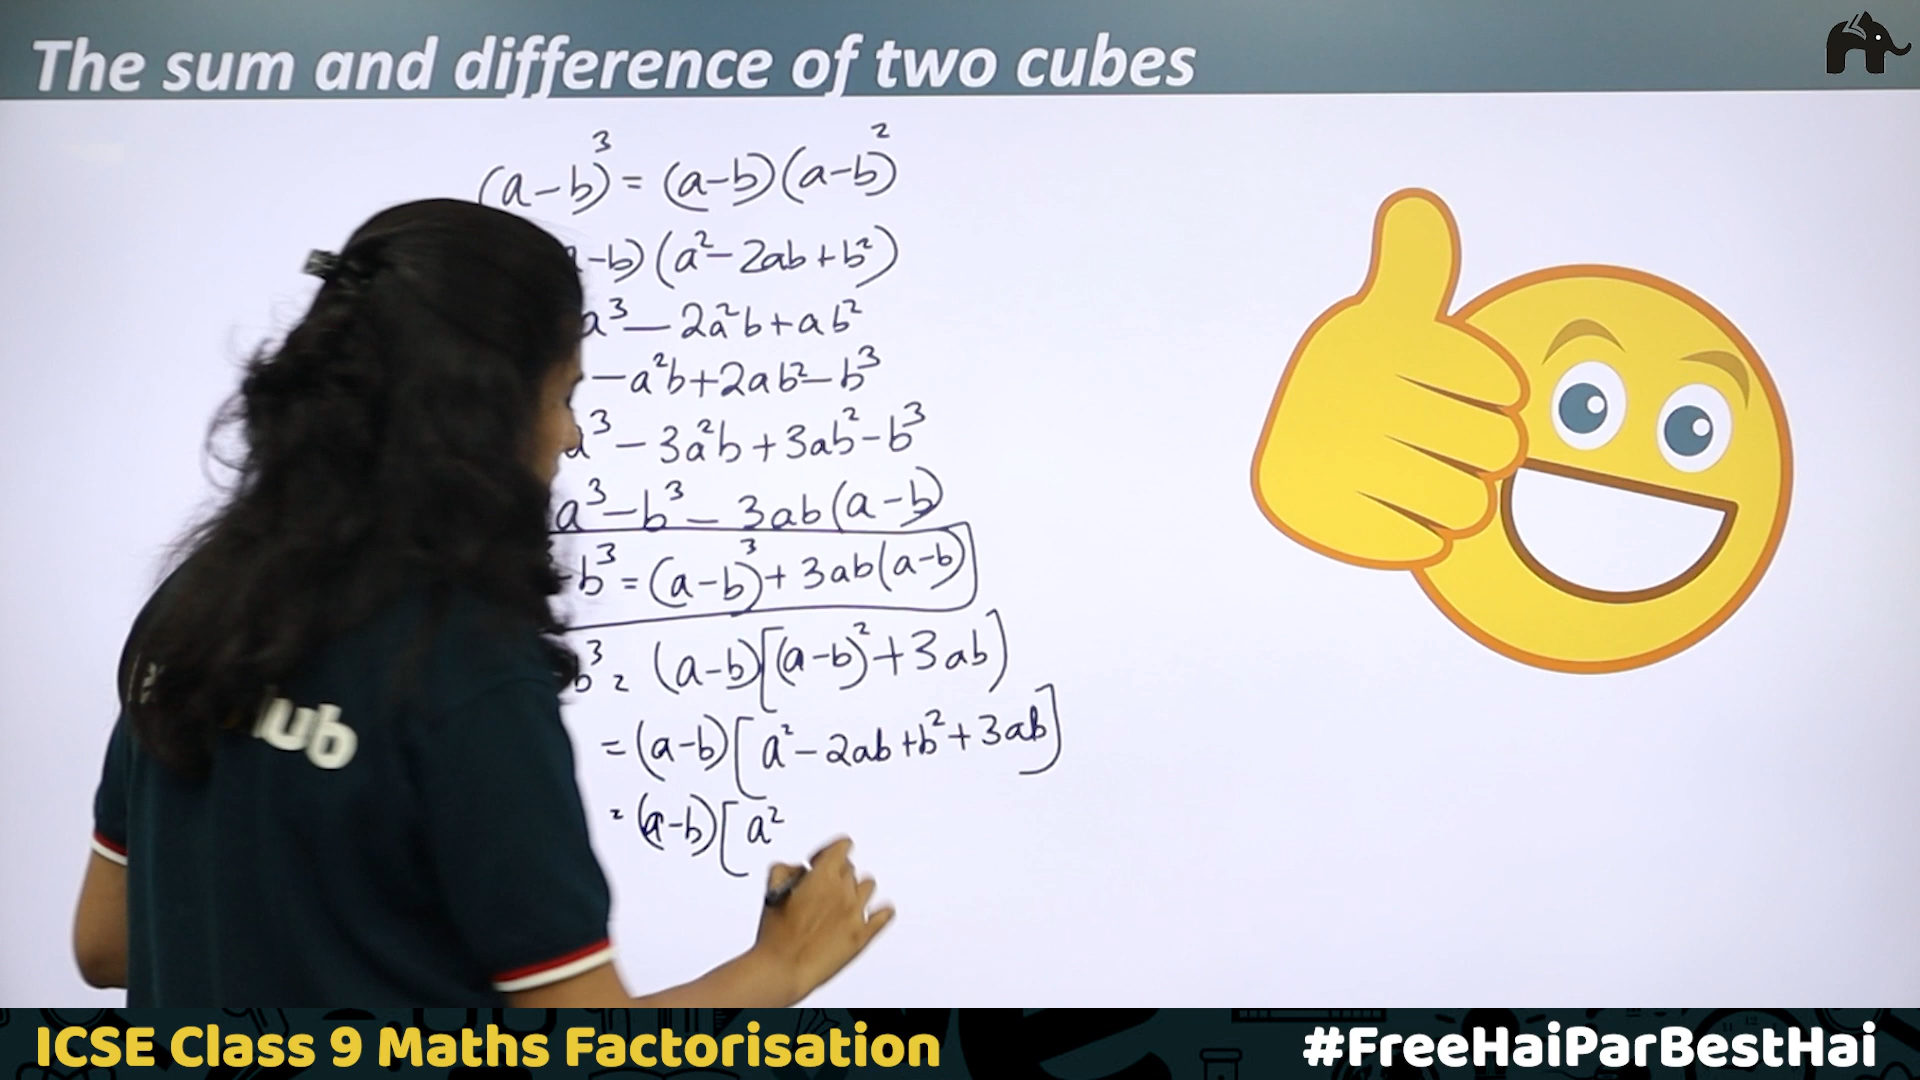 The sum and difference of two cubes
(a-b)³ = (a-b)(a-b)²
-b)(a²-2ab+b²)
a³-2a²b+ab²
-a²b+2ab²-b³
a³-3a²b+3ab²-b³
a³-b³-3ab(a-b)
-b³=(a-b)³+3ab(a-b)
b³= (a-b)[(a-b)²+3ab]
=(a-b)[a²-2ab+b²+3ab]
=(a-b)[a²
ub
ICSE Class 9 Maths Factorisation
#FreeHaiParBestHai